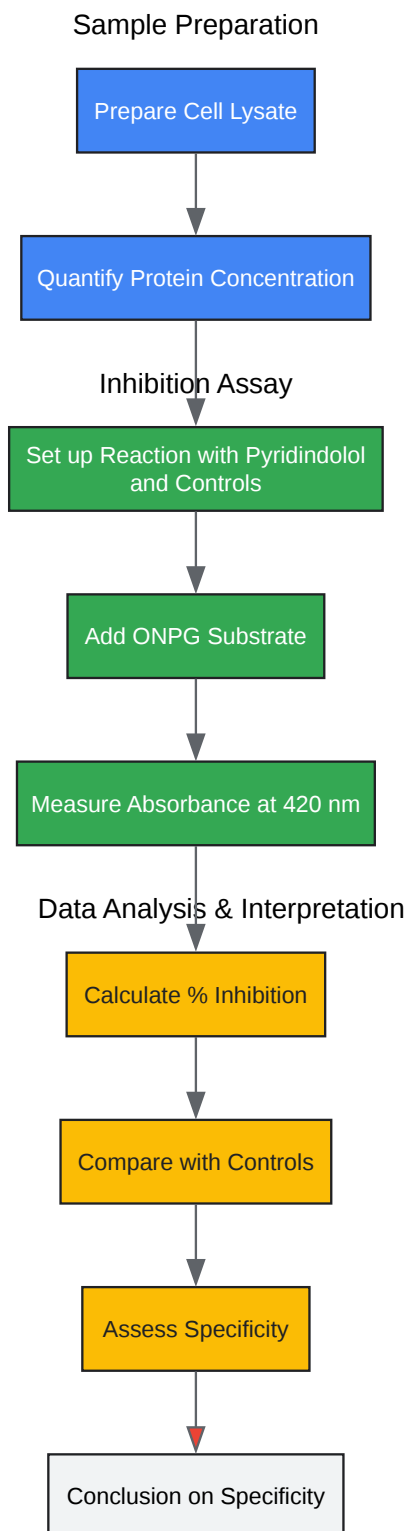 Sample Preparation
Prepare Cell Lysate
Quantify Protein Concentration
Inhibition Assay
Set up Reaction with Pyridindolol
and Controls
Add ONPG Substrate
Measure Absorbance at 420 nm
Data Analysis & Interpretation
Calculate % Inhibition
Compare with Controls
Assess Specificity
Conclusion on Specificity